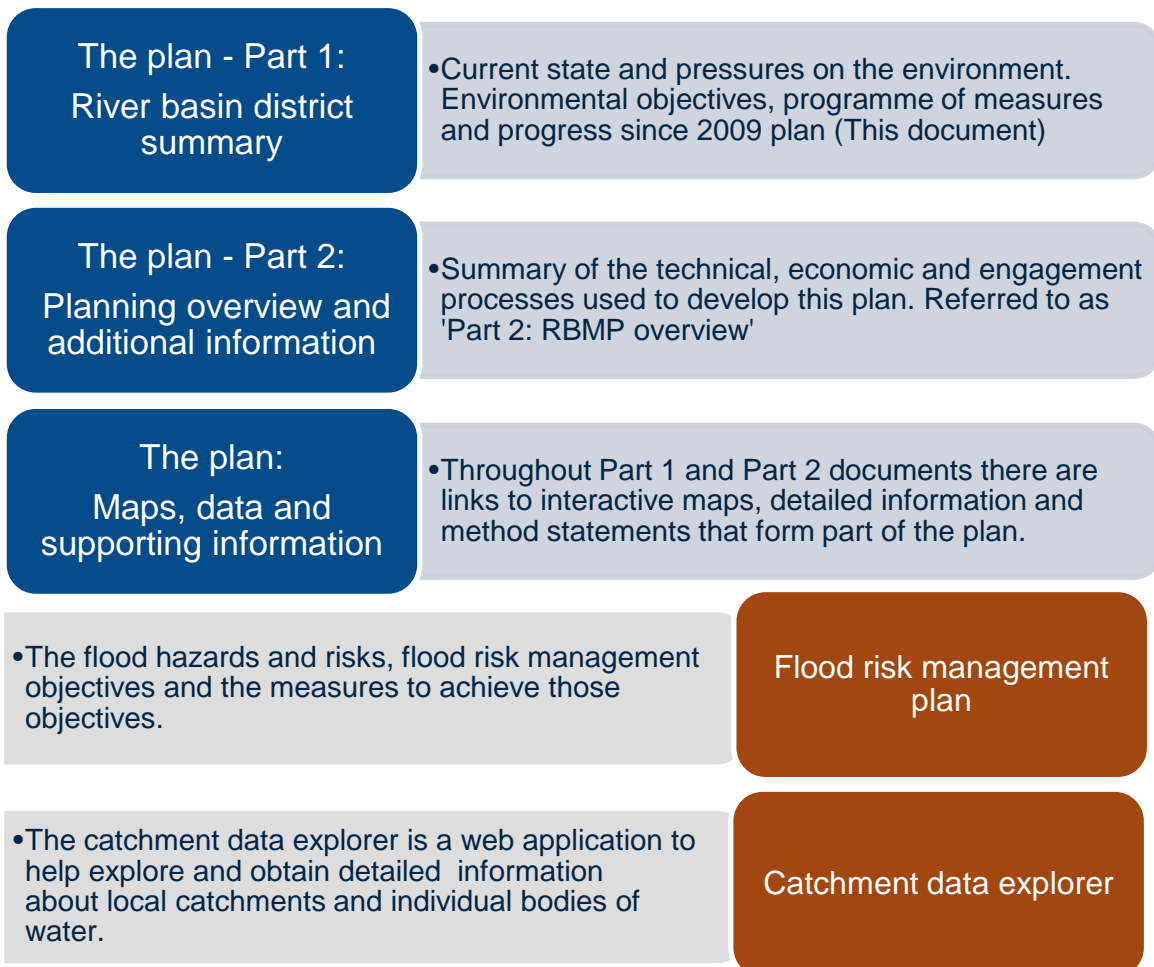 The plan - Part 1:
River basin district
summary
•Current state and pressures on the environment.
Environmental objectives, programme of measures
and progress since 2009 plan (This document)
The plan - Part 2:
Planning overview and
additional information
•Summary of the technical, economic and engagement
processes used to develop this plan. Referred to as
'Part 2: RBMP overview'
The plan:
Maps, data and
supporting information
•Throughout Part 1 and Part 2 documents there are
links to interactive maps, detailed information and
method statements that form part of the plan.
•The flood hazards and risks, flood risk management
objectives and the measures to achieve those
objectives.
Flood risk management
plan
•The catchment data explorer is a web application to
help explore and obtain detailed information
about local catchments and individual bodies of
water.
Catchment data explorer